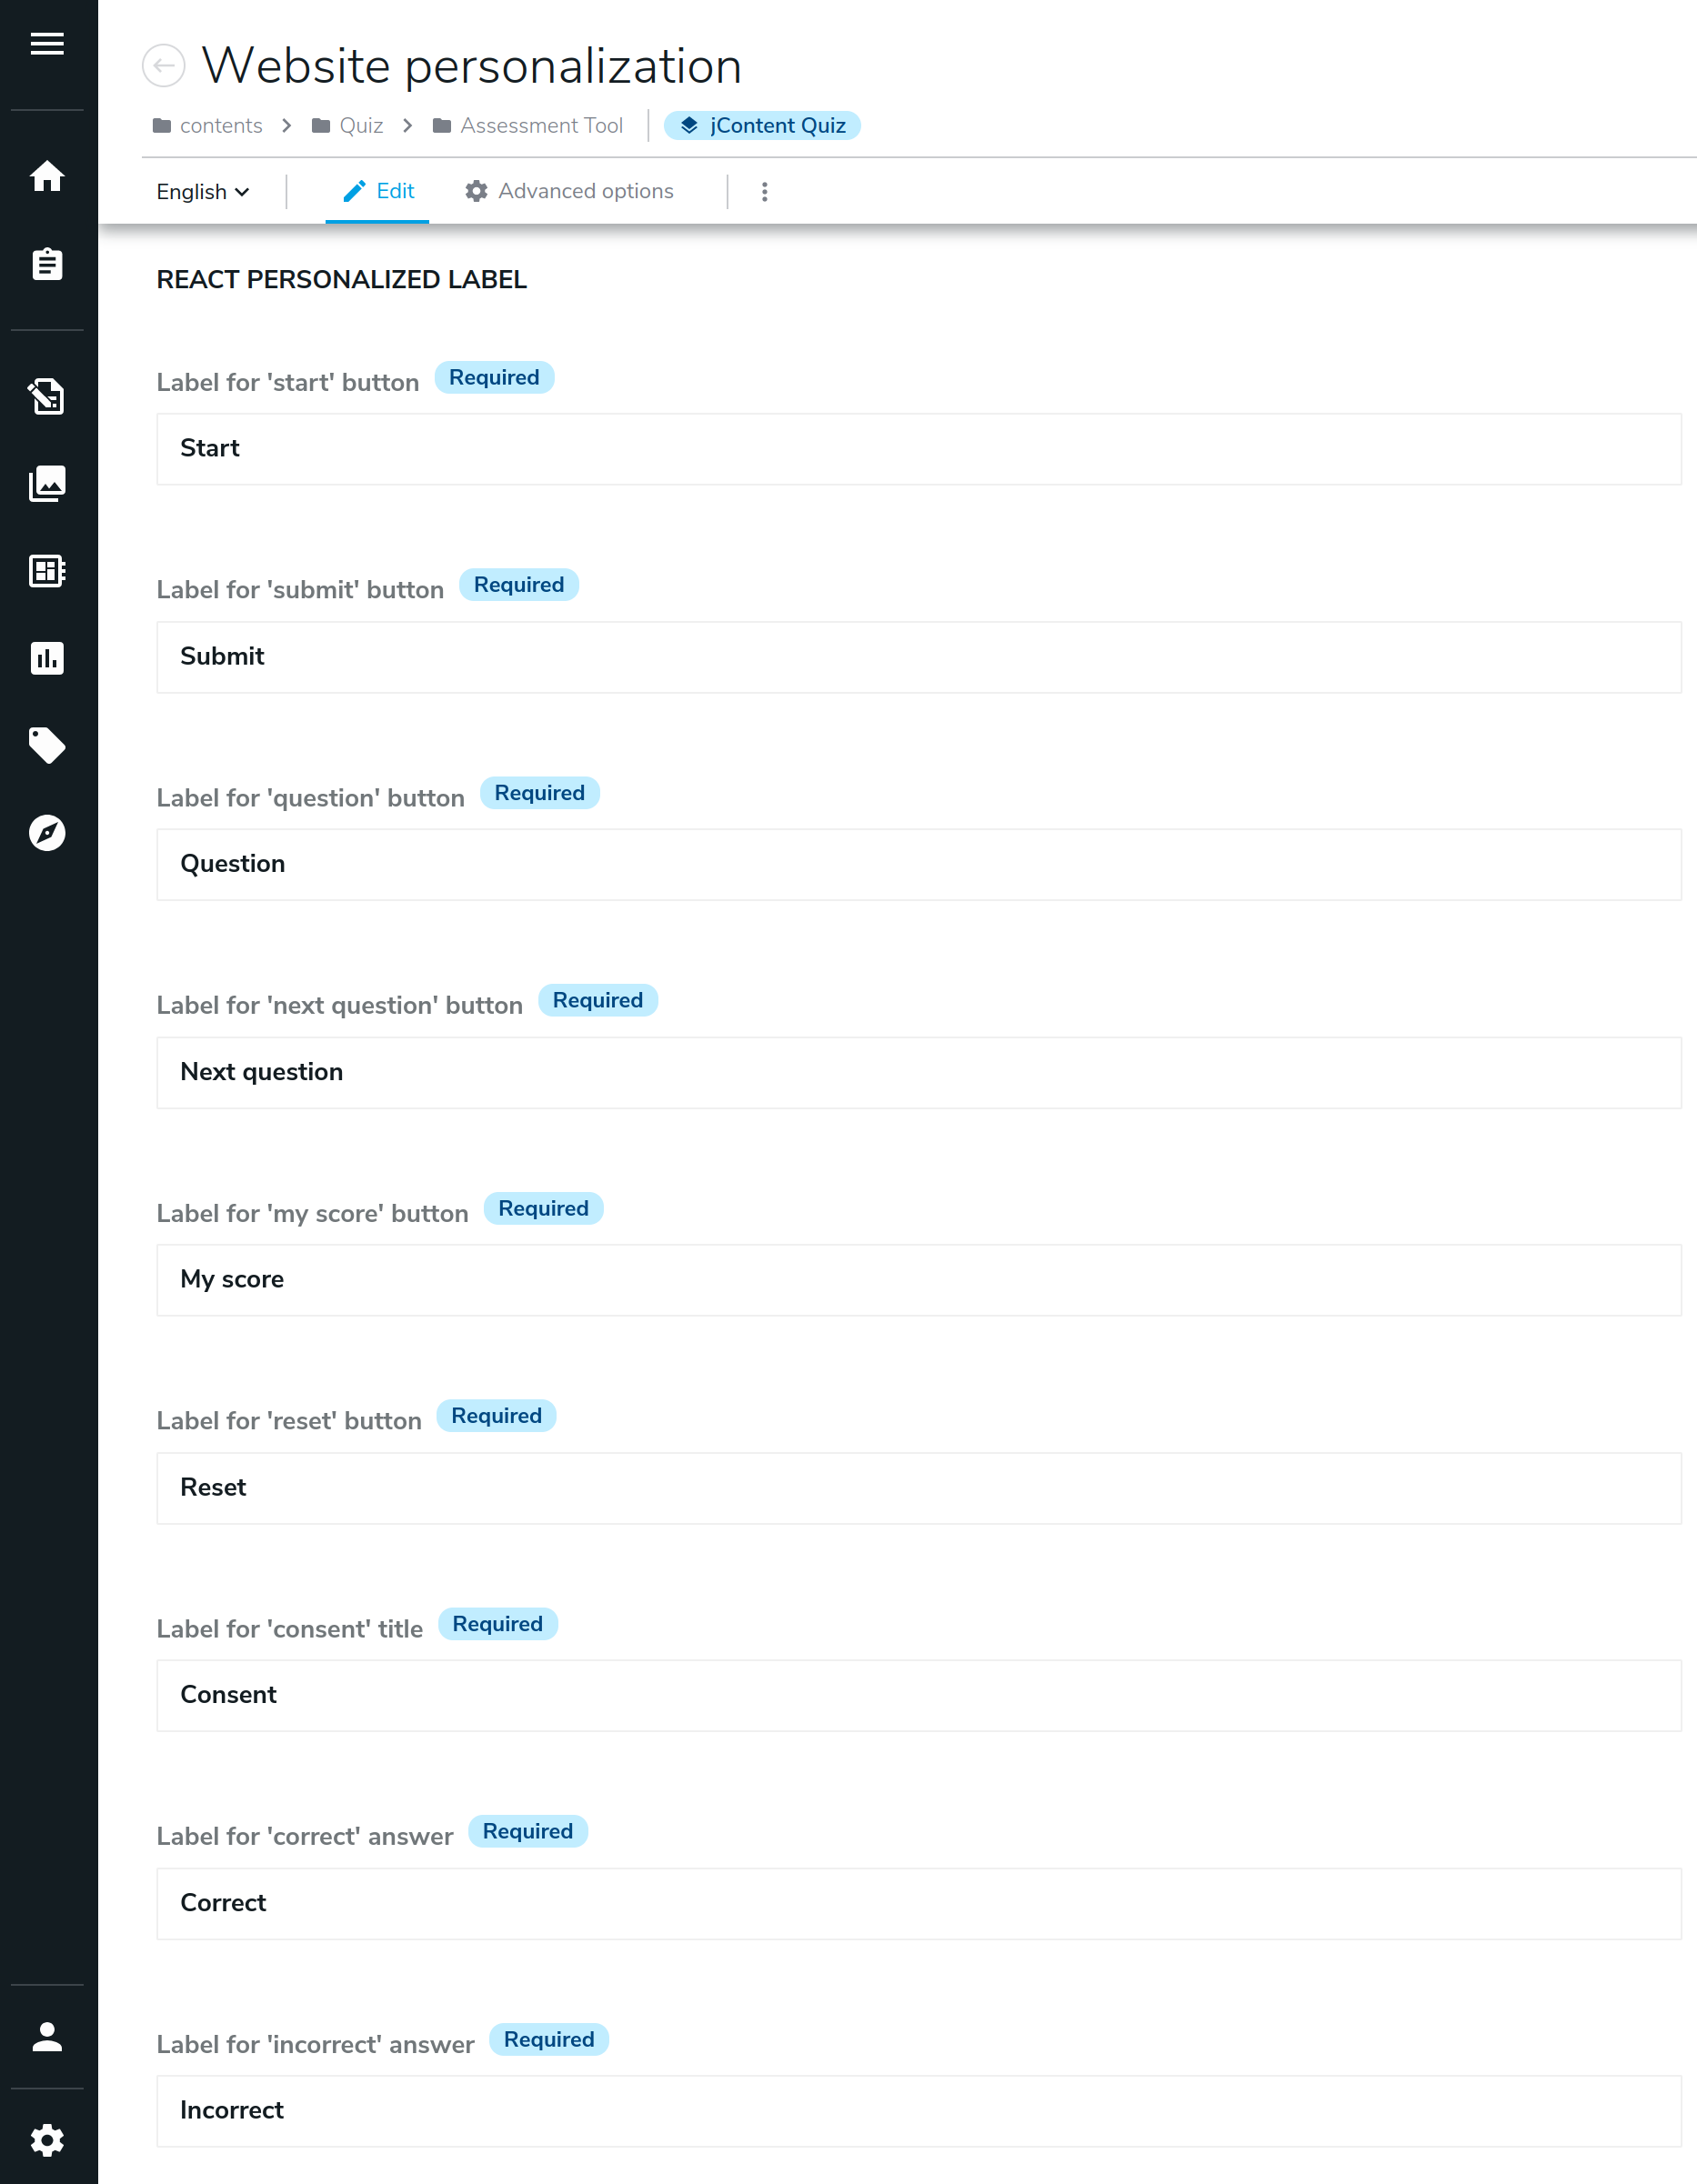 Website personalization
contents Quiz Assessment Tool jContent Quiz
English Edit Advanced options
REACT PERSONALIZED LABEL
Label for 'start' button Required
Start
Label for 'submit' button Required
Submit
Label for 'question' button Required
Question
Label for 'next question' button Required
Next question
Label for 'my score' button Required
My score
Label for 'reset' button Required
Reset
Label for 'consent' title Required
Consent
Label for 'correct' answer Required
Correct
Label for 'incorrect' answer Required
Incorrect